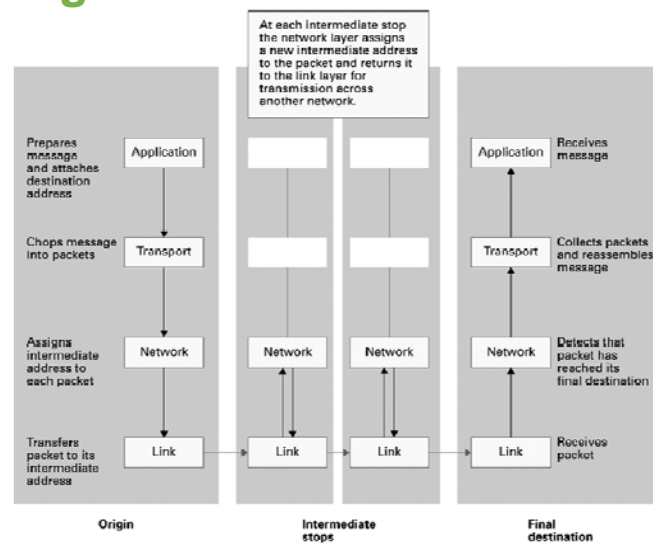 At each intermediate stop
the network layer assigns
a new intermediate address
to the packet and returns it
to the link layer for
transmission across
another network.
Prepares
message
and attaches
destination
address
Application
Application
Receives
message
Chops message
into packets
Transport
Transport
Collects packets
and reassembles
message
Assigns
intermediate
address to
each packet
Network
Network
Network
Network
Detects that
packet has
reached its
final destination
Transfers
packet to its
intermediate
address
Link
Link
Link
Link
Receives
packet
Origin
Intermediate
stops
Final
destination